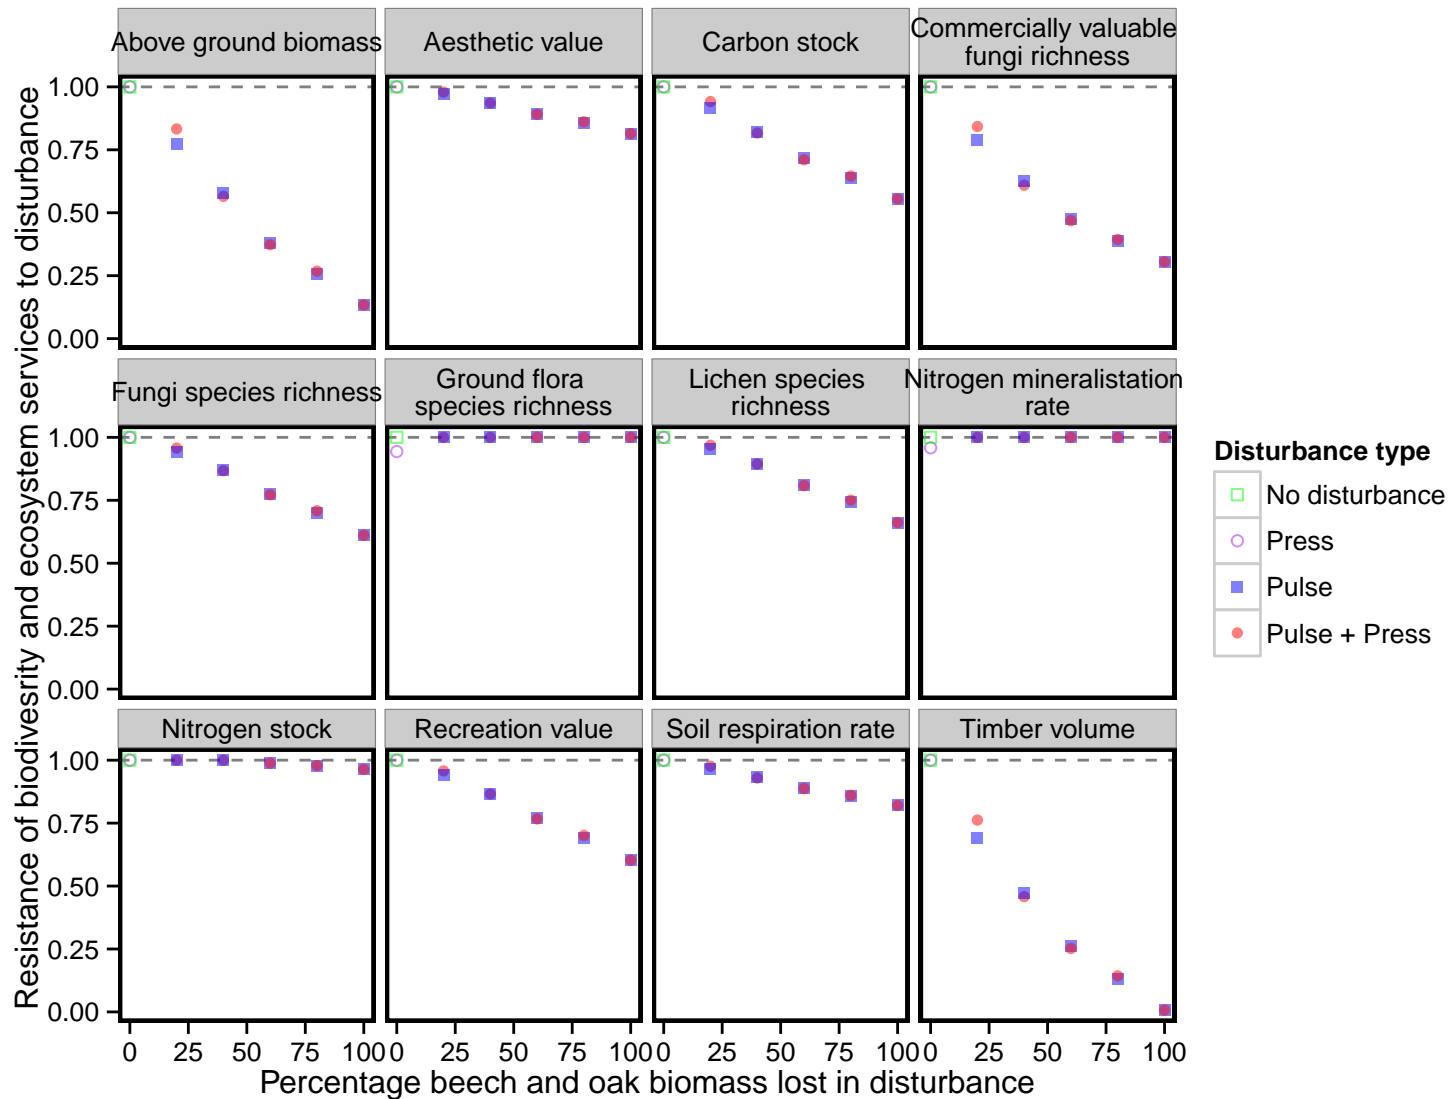 Above ground biomass
Aesthetic value
Carbon stock
Commercially valuable
fungi richness
1.00
0.75
0.50
0.25
0.00
Fungi species richness
Ground flora
species richness
Lichen species
richness
Nitrogen mineralistation
rate
1.00
0.75
0.50
0.25
0.00
Nitrogen stock
Recreation value
Soil respiration rate
Timber volume
1.00
0.75
0.50
0.25
0.00
0 25 50 75 100
0 25 50 75 100
0 25 50 75 100
0 25 50 75 100
Percentage beech and oak biomass lost in disturbance
Resistance of biodivesrity and ecosystem services to disturbance
Disturbance type
No disturbance
Press
Pulse
Pulse + Press